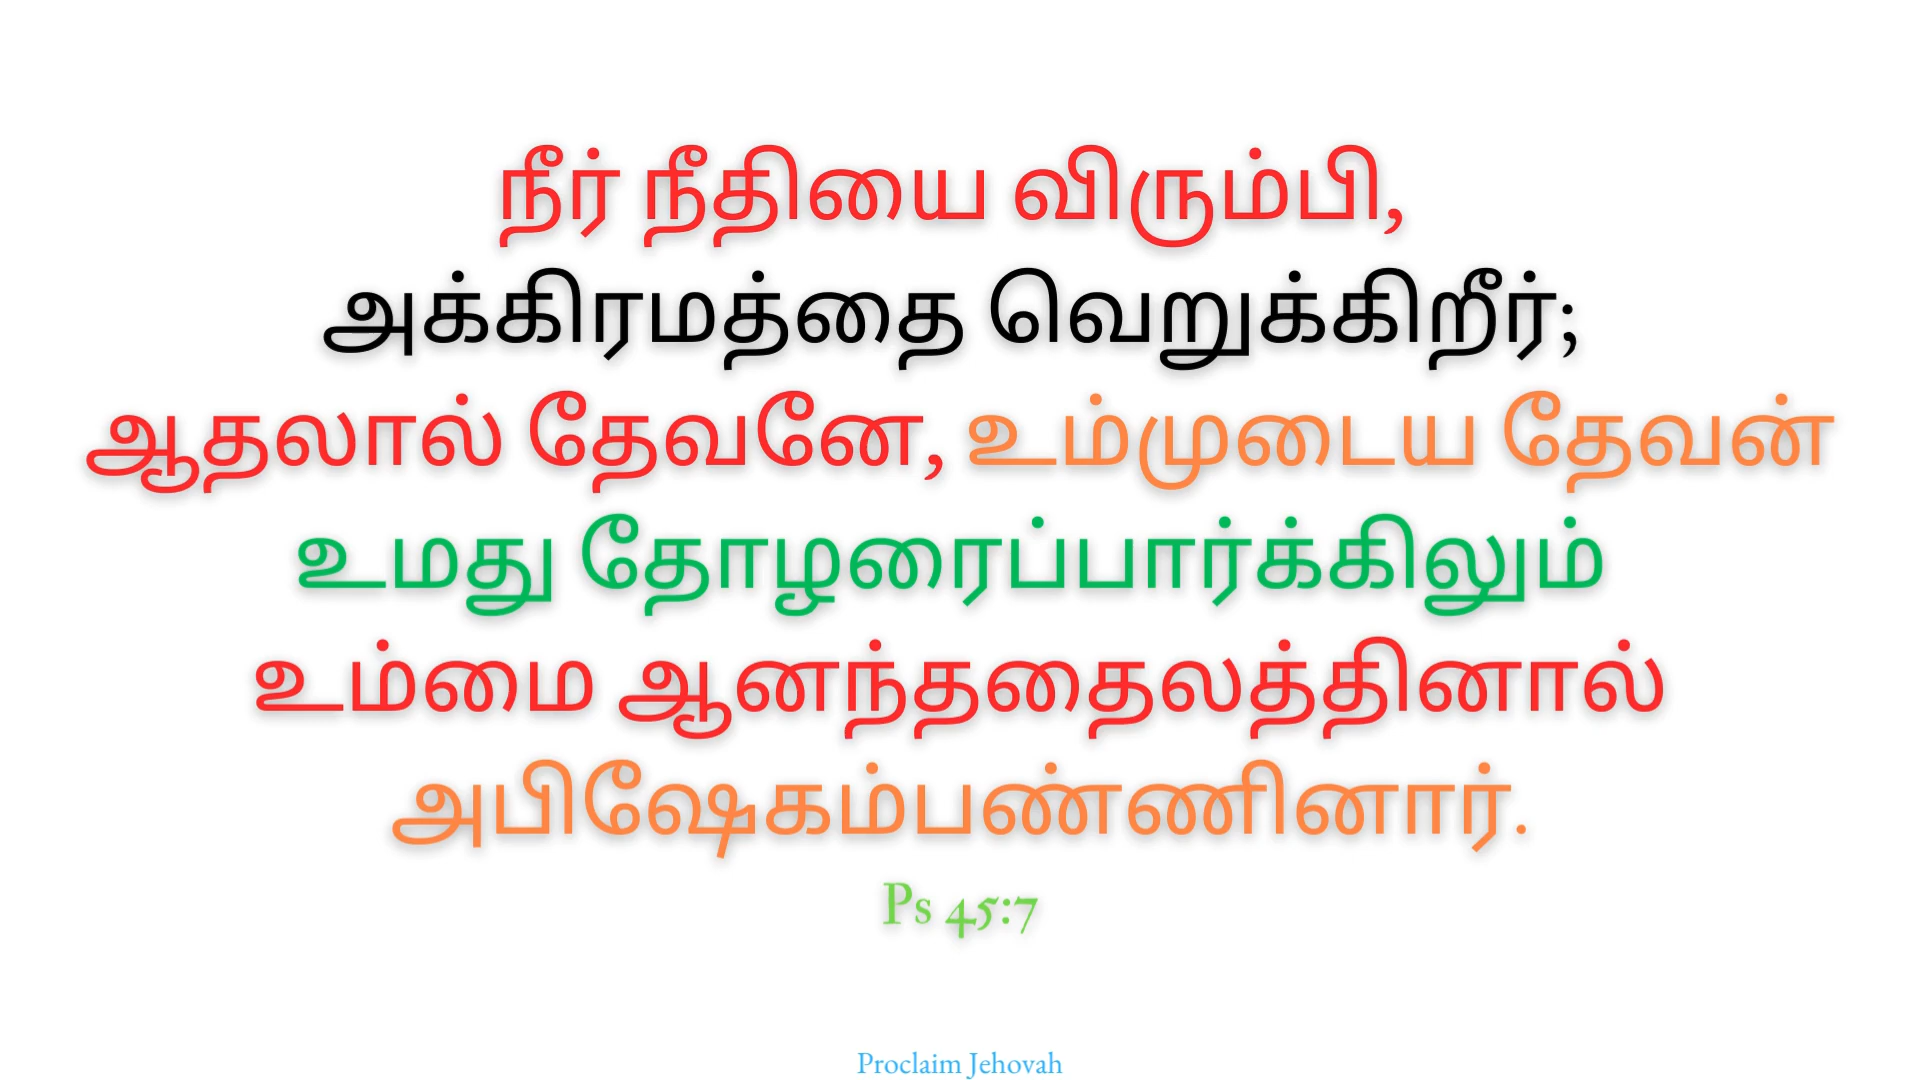 நீர் நீதியை விரும்பி,
அக்கிரமத்தை வெறுக்கிறீர்;
ஆதலால் தேவனே, உம்முடைய தேவன்
உமது தோழரைப்பார்க்கிலும்
உம்மை ஆனந்ததைலத்தினால்
அபிஷேகம்பண்ணினார்.
Ps 45:7
Proclaim Jehovah